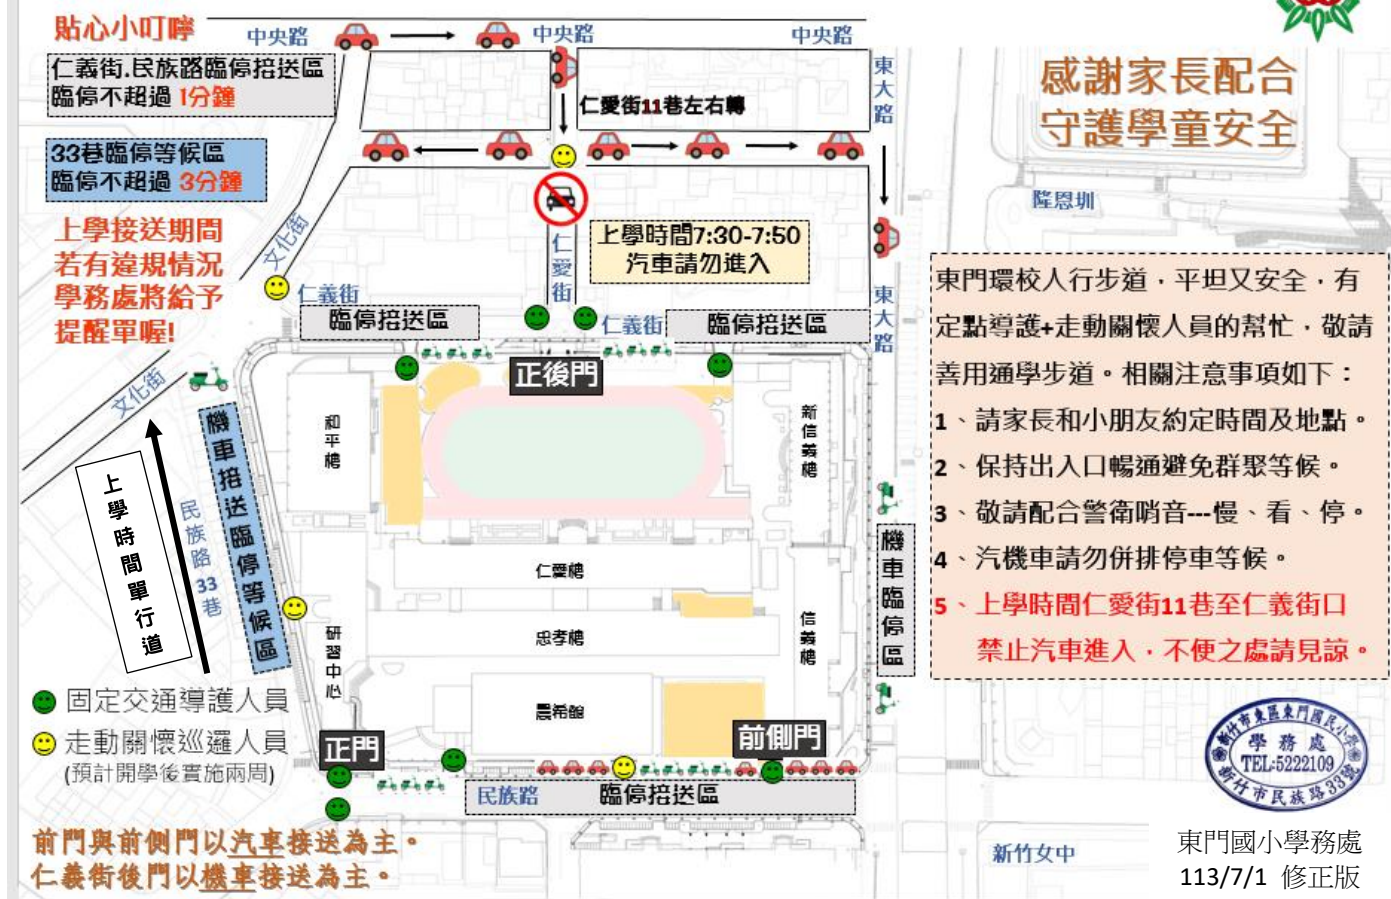 貼心小叮嚀
中央路
中央路
中央路
仁義街.民族路臨停接送區
臨停不超過 1分鐘
33巷臨停等候區
臨停不超過 3分鐘
上學接送期間
若有違規情況
學務處將給予
提醒單喔!
東大路
仁愛街11巷左右轉
感謝家長配合
守護學童安全
隆恩圳
文化街
仁愛街
上學時間7:30-7:50
汽車請勿進入
仁義街
臨停接送區
仁義街
臨停接送區
東大路
正後門
文化街
機車接送臨停等候區
上學時間單行道
民族路33巷
和平樓
新信義樓
仁愛樓
忠孝樓
信義樓
研習中心
晨希館
機車臨停區
東門環校人行步道，平坦又安全，有
定點導護+走動關懷人員的幫忙，敬請
善用通學步道。相關注意事項如下：
1、請家長和小朋友約定時間及地點。
2、保持出入口暢通避免群聚等候。
3、敬請配合警衛哨音---慢、看、停。
4、汽機車請勿併排停車等候。
5、上學時間仁愛街11巷至仁義街口
禁止汽車進入，不便之處請見諒。
固定交通導護人員
走動關懷巡邏人員
(預計開學後實施兩周)
正門
前側門
民族路
臨停接送區
前門與前側門以汽車接送為主。
仁義街後門以機車接送為主。
新竹女中
新竹市東區東門國民小學
學務處
TEL:5222109
新竹市民族路33號
東門國小學務處
113/7/1 修正版